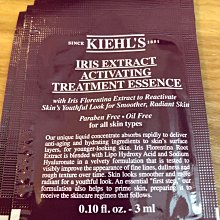 SINCE KIEHL'S 1851
IRIS EXTRACT
ACTIVATING
TREATMENT ESSENCE
with Iris Florentina Extract to Reactivate
Skin's Youthful Look for Smoother, Radiant Skin
Paraben Free • Oil Free
for all skin types
Our unique liquid concentrate absorbs rapidly to deliver
anti-aging and hydrating ingredients to skin's surface
layers, for younger-looking skin. Iris Florentina Root
Extract is blended with Lipo Hydroxy Acid and Sodium
Hyaluronate in a velvety formulation that is tested to
visibly improve the appearance of fine lines, dullness and
rough texture over time. Skin looks smoother and more
radiant for a youthful look. An essential "first step," our
formulation also helps to prime skin, preparing it to
receive the skincare regimen that follows.
0.10 fl. oz. - 3 ml